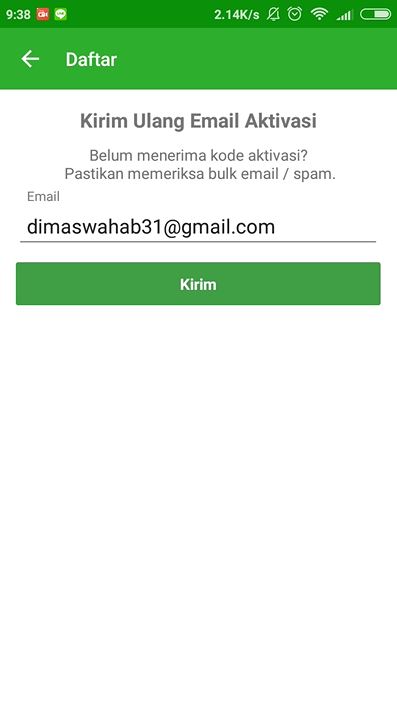 9:38
2.14K/s
Daftar
Kirim Ulang Email Aktivasi
Belum menerima kode aktivasi?
Pastikan memeriksa bulk email / spam.
Email
dimaswahab31@gmail.com
Kirim